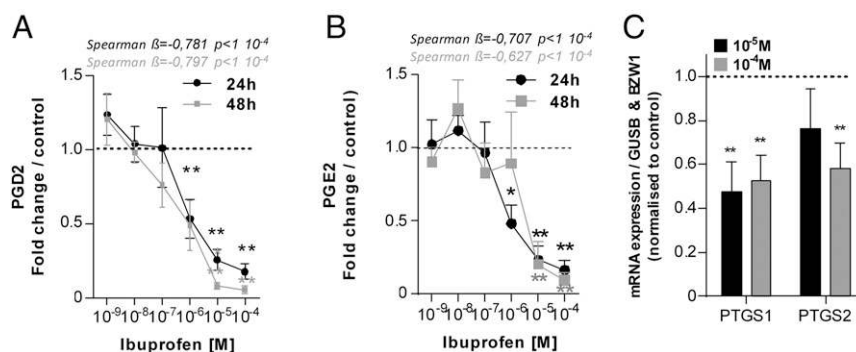 A
Spearman ß=-0,781 p<1 10-4
Spearman ß=-0,797 p<1 10-4
24h
48h
PGD2
Fold change / control
1.5
1.0
0.5
0
**
**
**
**
**
10-9 10-8 10-7 10-6 10-5 10-4
Ibuprofen [M]
B
Spearman ß=-0,707 p<1 10-4
Spearman ß=-0,627 p<1 10-4
24h
48h
PGE2
Fold change / control
1.5
1.0
0.5
0
*
**
**
**
**
10-9 10-8 10-7 10-6 10-5 10-4
Ibuprofen [M]
C
10-5M
10-4M
mRNA expression / GUSB & BZW1
(normalised to control)
1.0
0.8
0.6
0.4
0.2
0
**
**
**
PTGS1 PTGS2